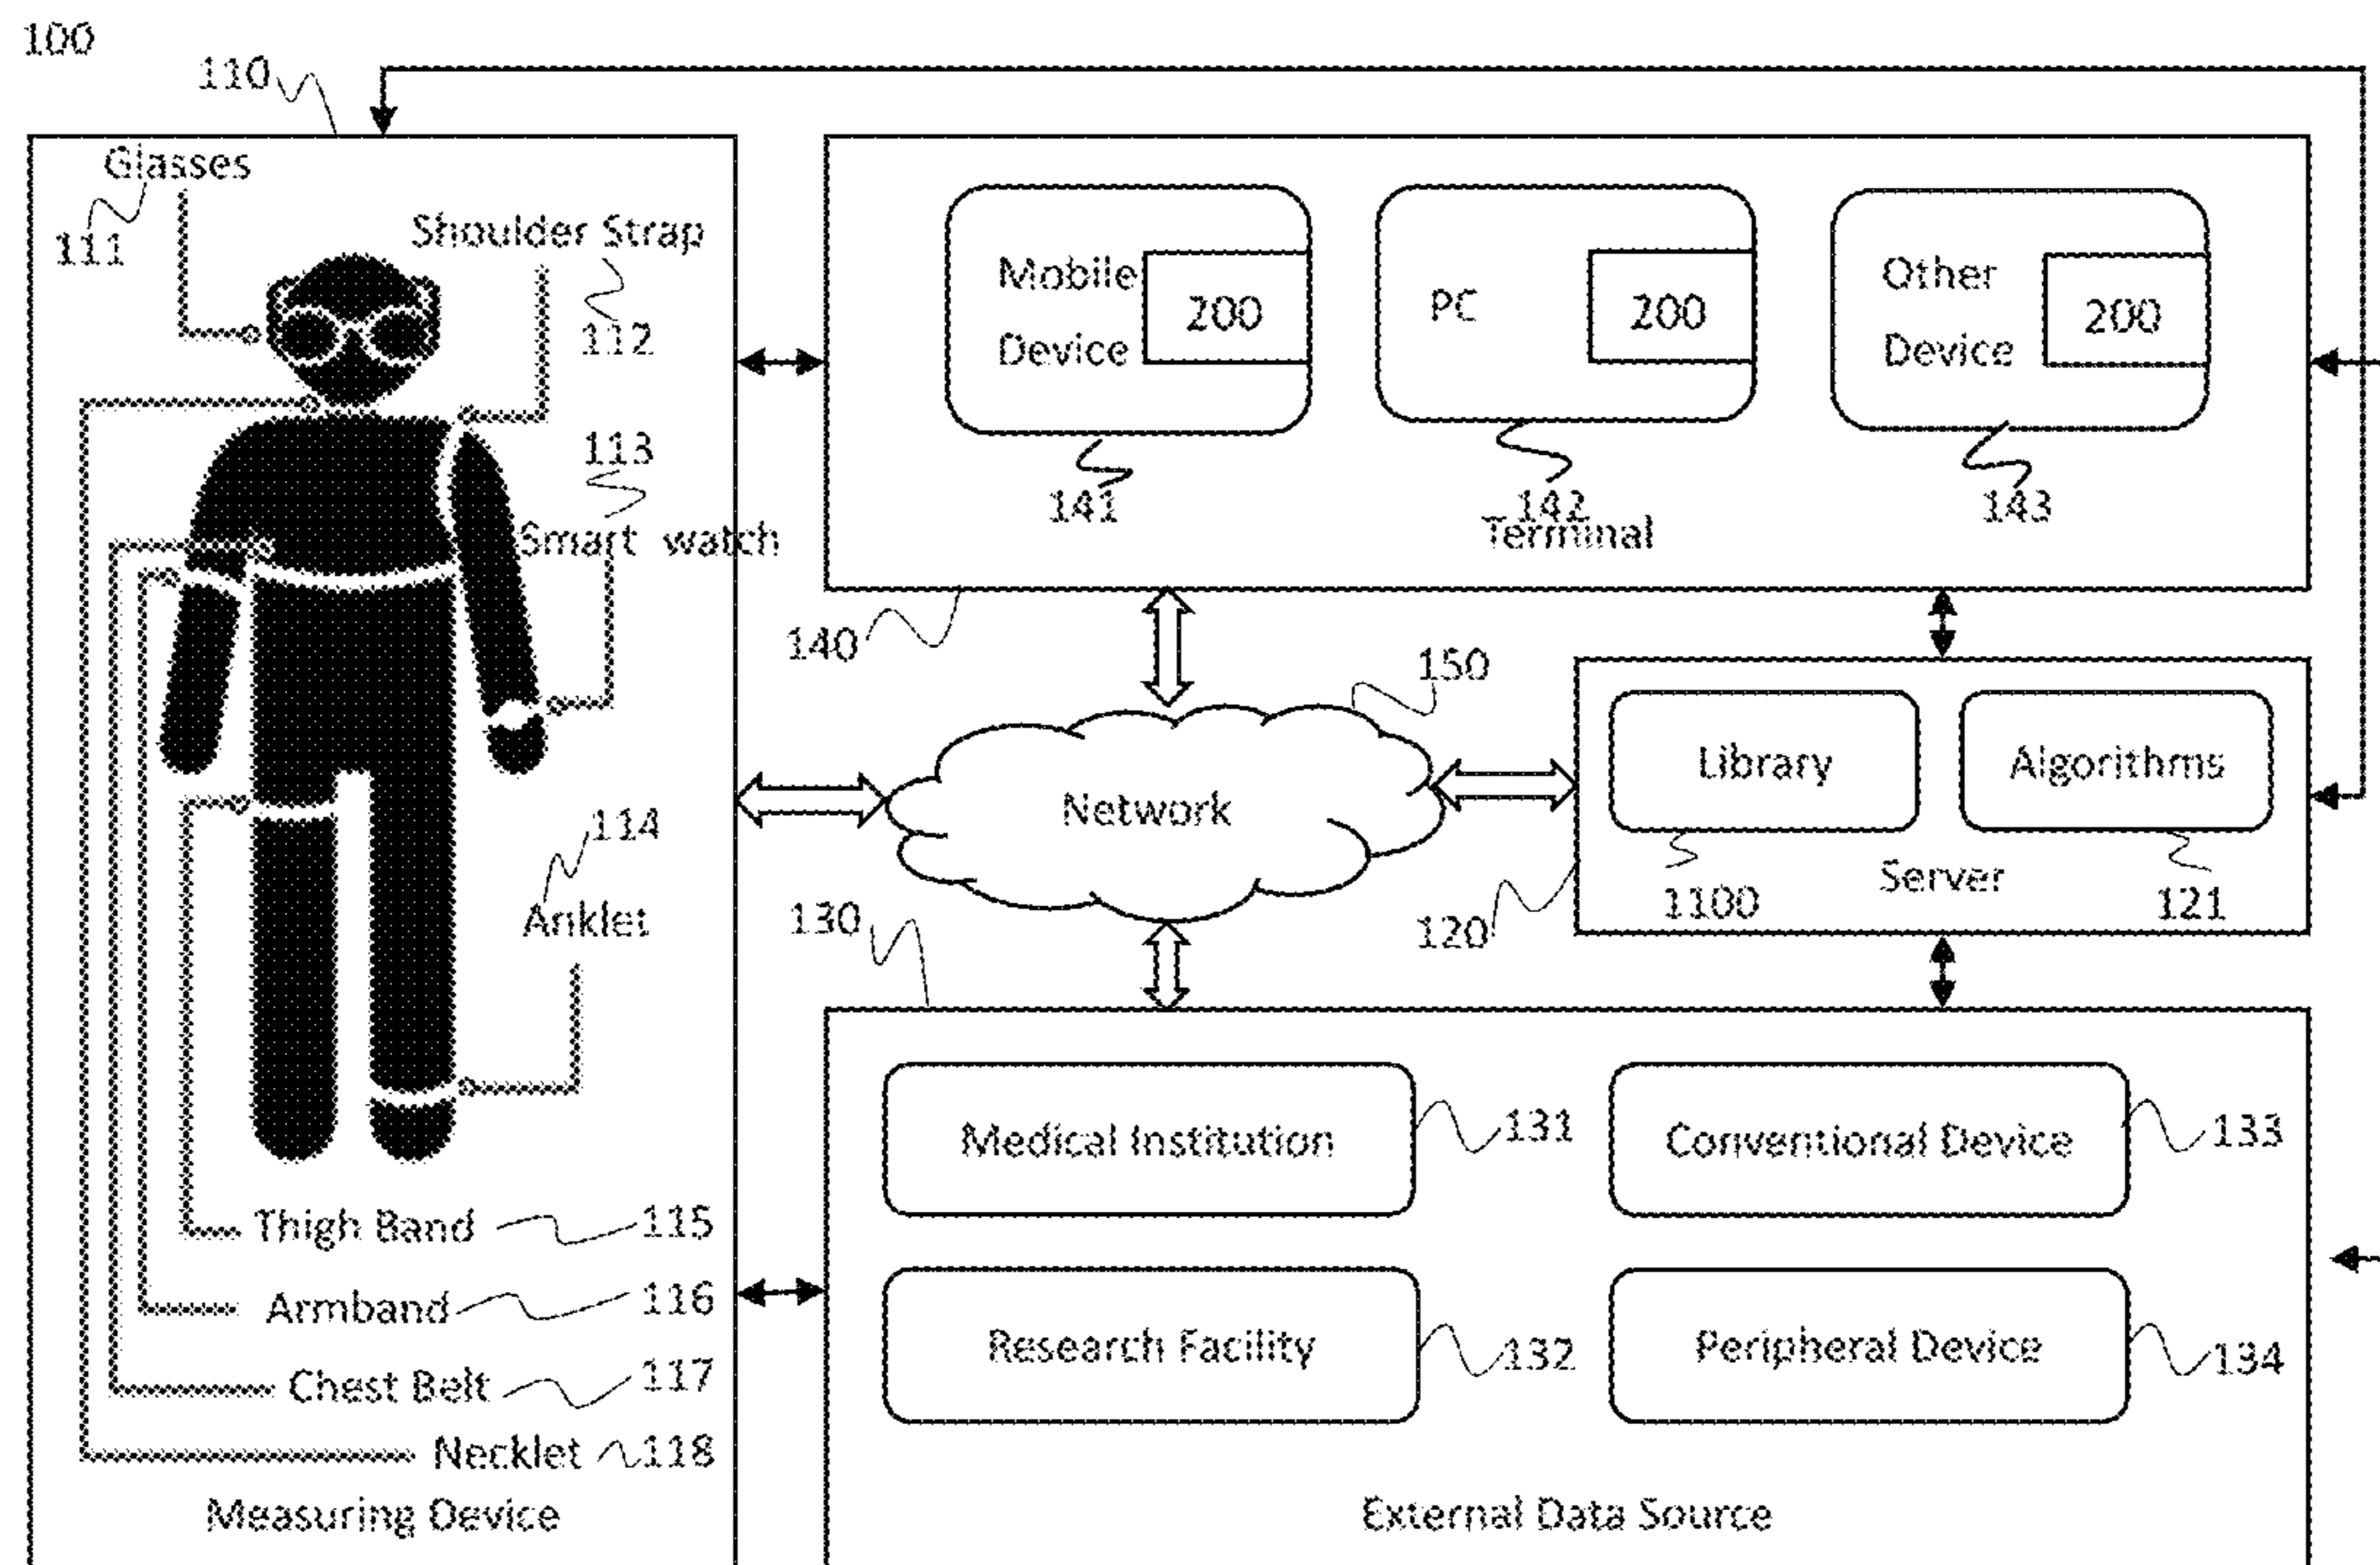 100
110
Glasses
111
Shoulder Strap
112
113
Smart watch
114
Anklet
Thigh Band
115
Armband
116
Chest Belt
117
Necklet
118
Measuring Device
Mobile
Device
200
PC
200
Other
Device
200
141
142
143
Terminal
140
150
Network
Library
Algorithms
1100
Server
121
120
130
Medical Institution
131
Conventional Device
133
Research Facility
132
Peripheral Device
134
External Data Source